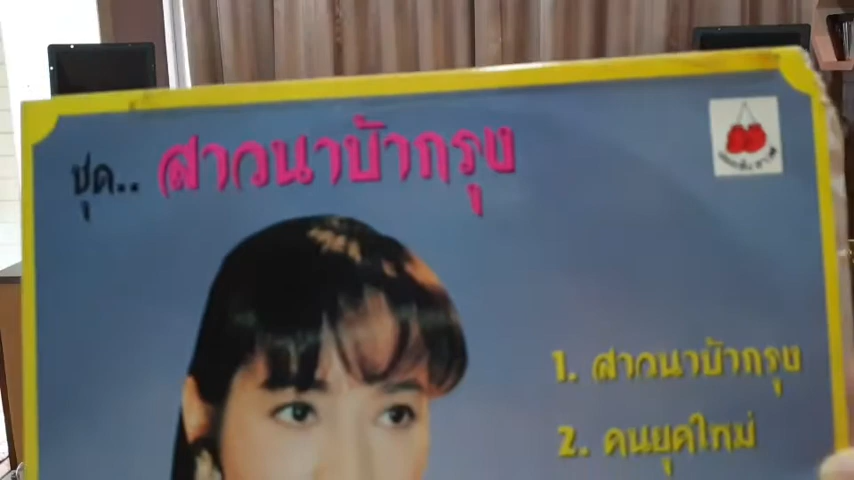 ชุด.. สาวนาบ้ากรุง
1. สาวนาบ้ากรุง
2. คนยุคใหม่